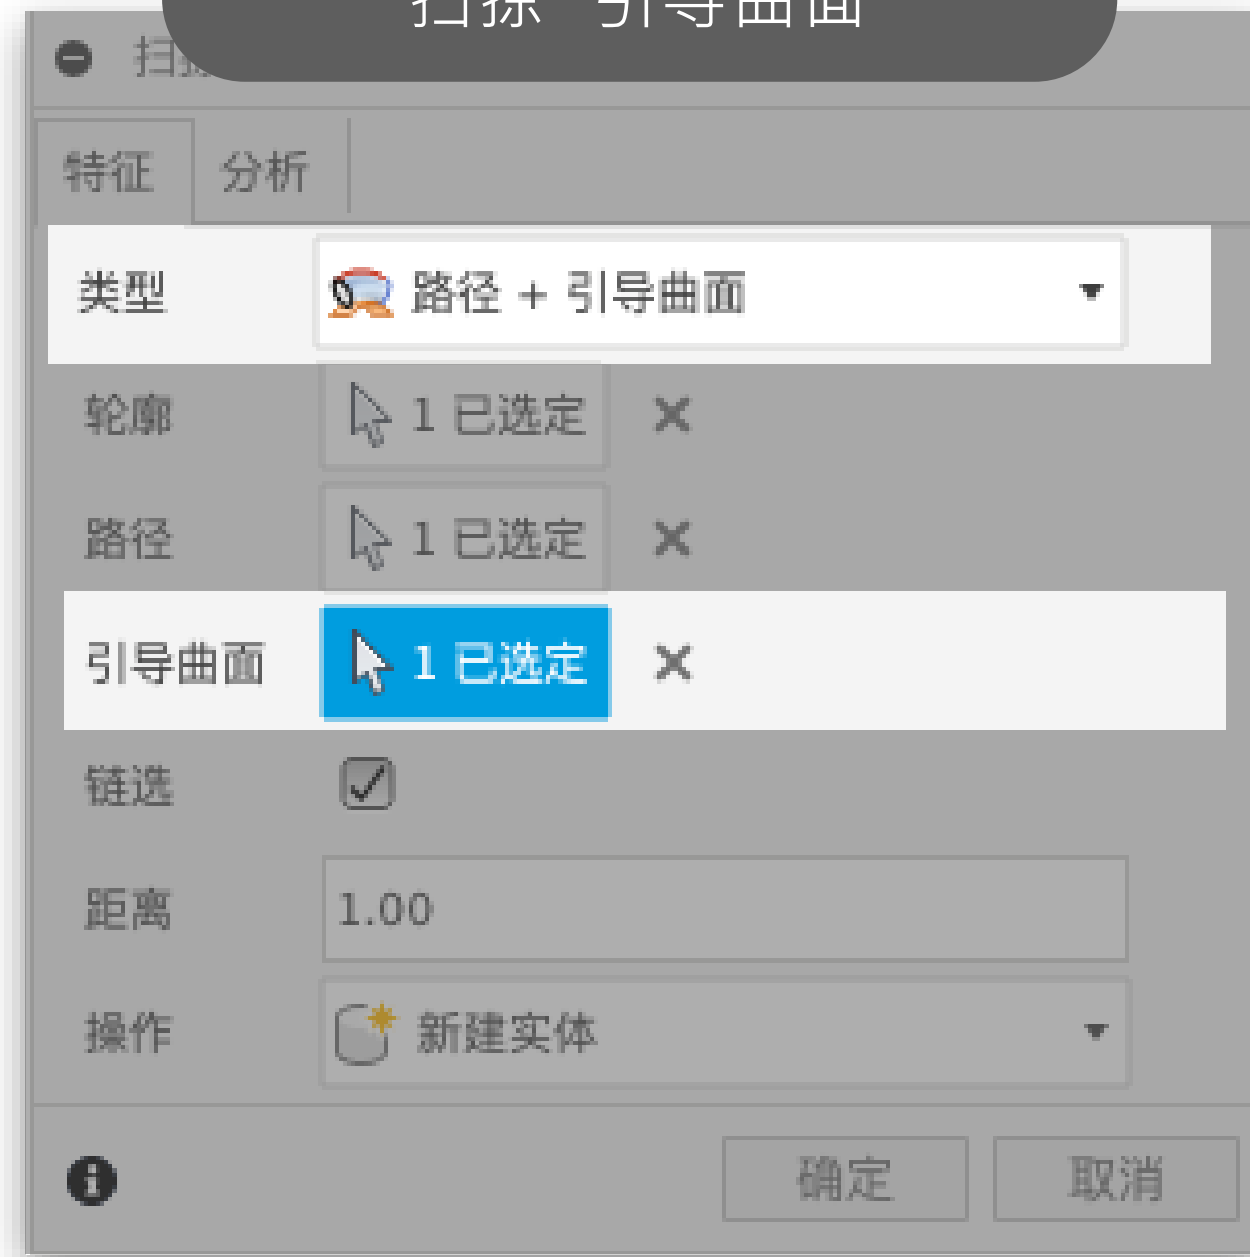 扫掠 引导曲面
扫掠
特征 分析
类型 路径 + 引导曲面
轮廓 1 已选定
路径 1 已选定
引导曲面 1 已选定
链选
距离 1.00
操作 新建实体
确定 取消